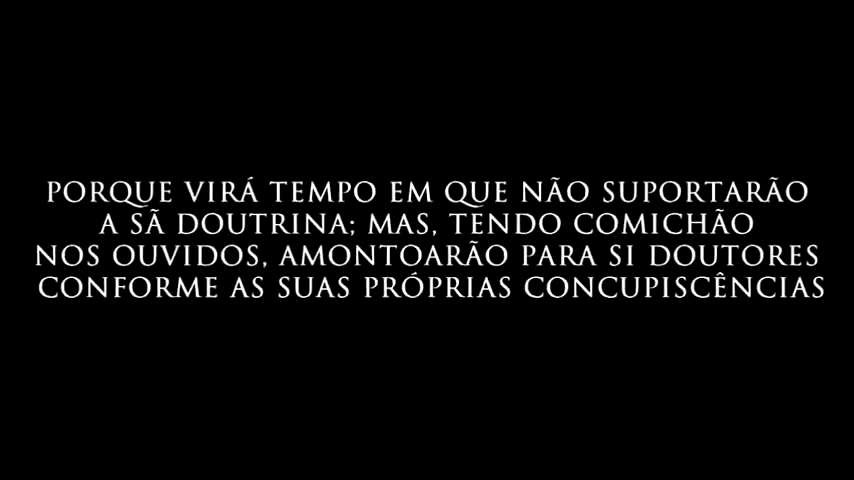 PORQUE VIRÁ TEMPO EM QUE NÃO SUPORTARÃO
A SÃ DOUTRINA; MAS, TENDO COMICHÃO
NOS OUVIDOS, AMONTOARÃO PARA SI DOUTORES
CONFORME AS SUAS PRÓPRIAS CONCUPISCÊNCIAS